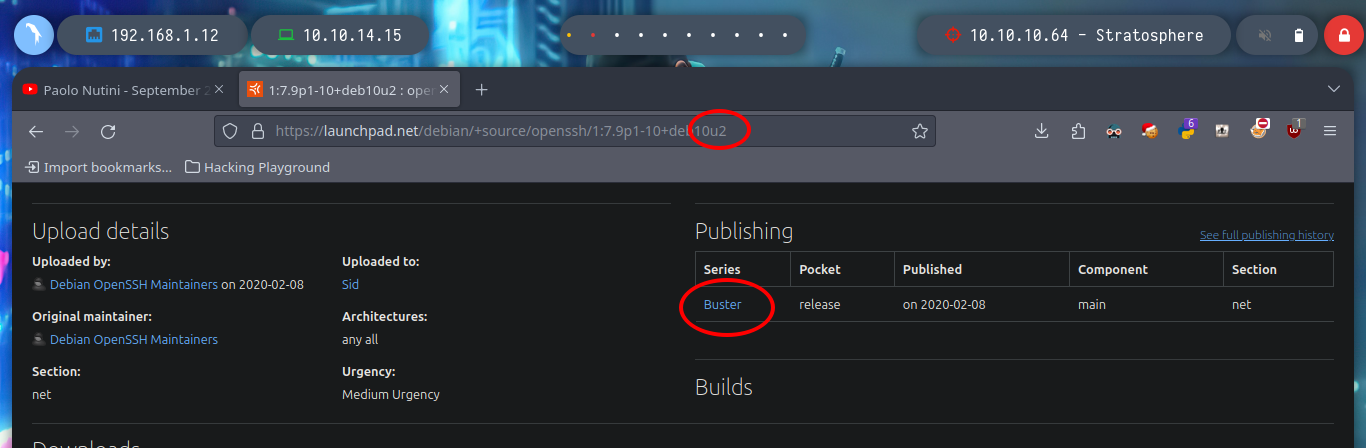 192.168.1.12
10.10.14.15
10.10.10.64 - Stratosphere
Paolo Nutini - September 2
1:7.9p1-10+deb10u2 : ope
https://launchpad.net/debian/+source/openssh/1:7.9p1-10+deb10u2
6
1
Import bookmarks...
Hacking Playground
Upload details
Uploaded by:
Debian OpenSSH Maintainers on 2020-02-08
Uploaded to:
Sid
Original maintainer:
Debian OpenSSH Maintainers
Architectures:
any all
Section:
net
Urgency:
Medium Urgency
Publishing
See full publishing history
Series Pocket Published Component Section
Buster release on 2020-02-08 main net
Builds
Downloads